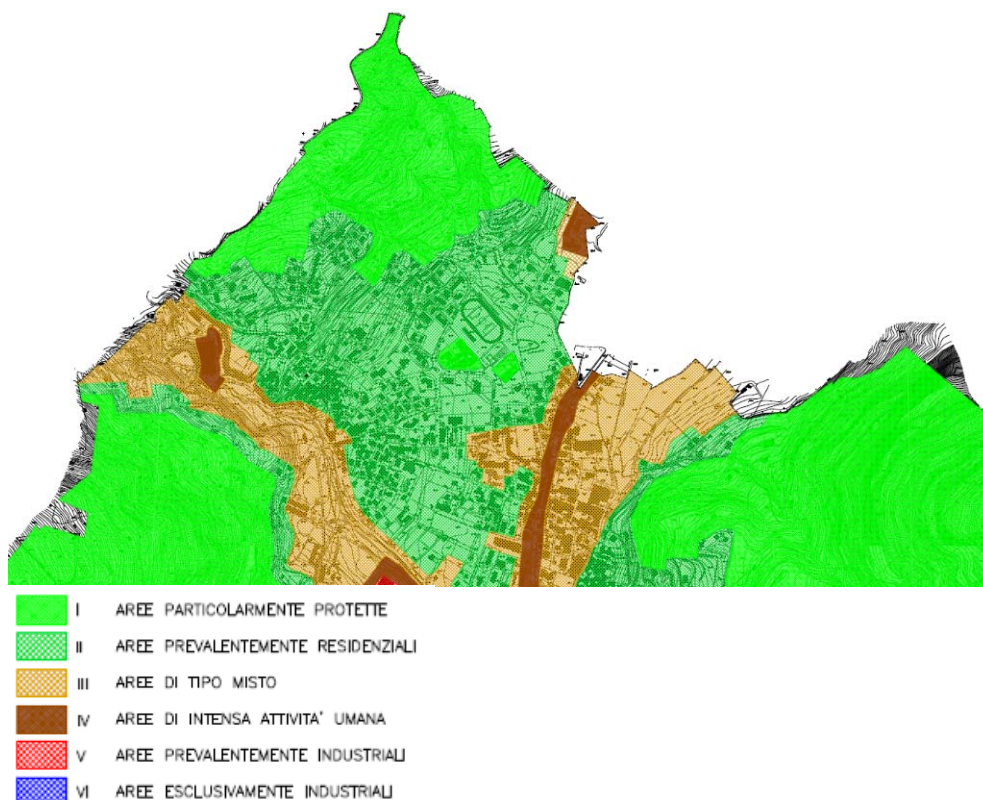 I AREE PARTICOLARMENTE PROTETTE
II AREE PREVALENTEMENTE RESIDENZIALI
III AREE DI TIPO MISTO
IV AREE DI INTENSA ATTIVITA' UMANA
V AREE PREVALENTEMENTE INDUSTRIALI
VI AREE ESCLUSIVAMENTE INDUSTRIALI